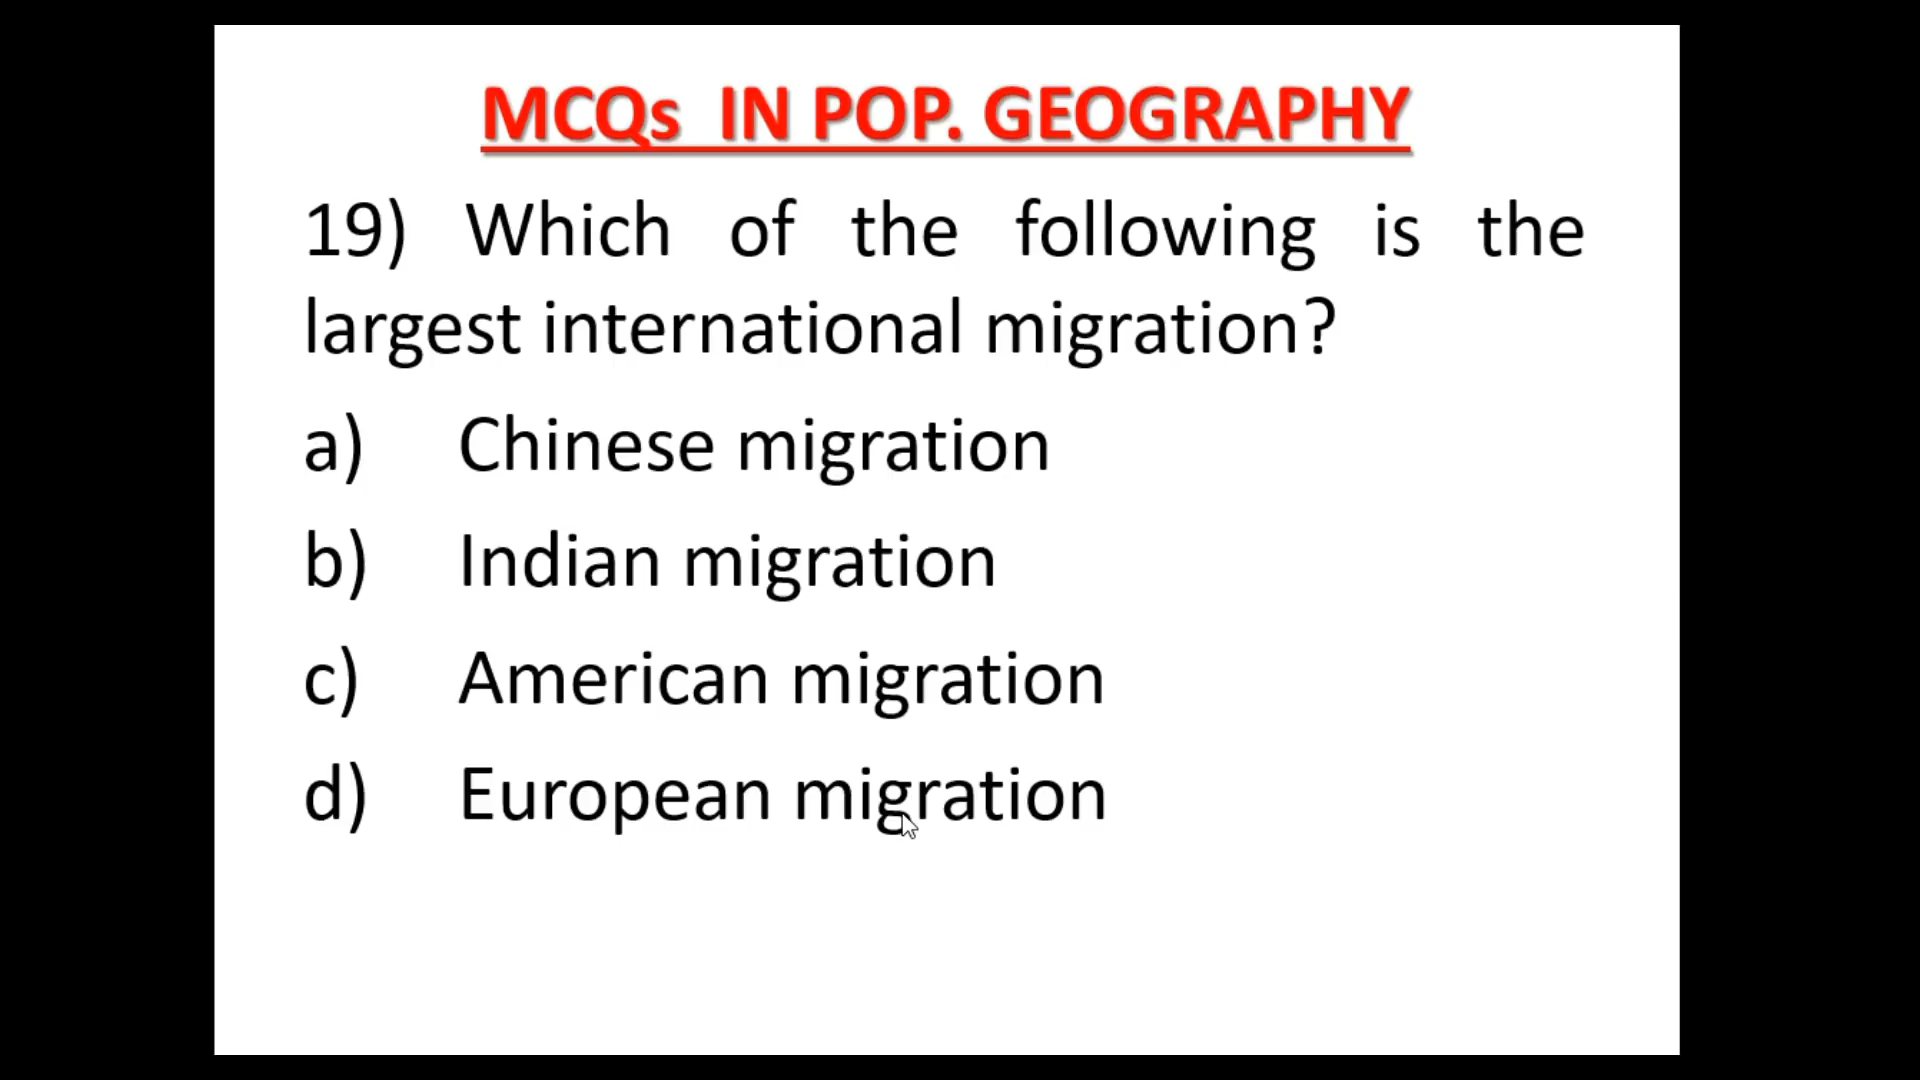 MCQs IN POP. GEOGRAPHY
19) Which of the following is the
largest international migration?
a) Chinese migration
b) Indian migration
c) American migration
d) European migration